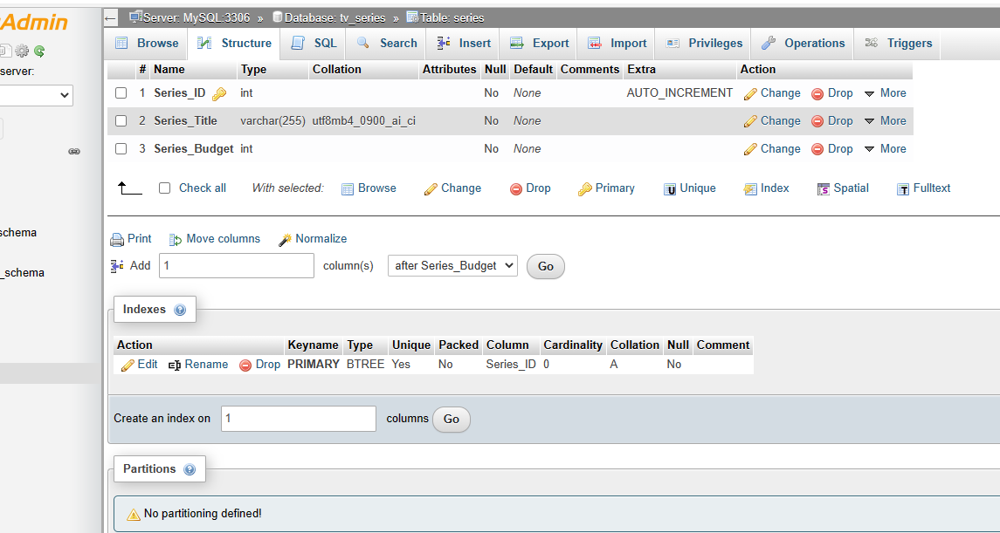 Admin
Server: MySQL:3306 » Database: tv_series » Table: series
server:
Browse Structure SQL Search Insert Export Import Privileges Operations Triggers
# Name Type Collation Attributes Null Default Comments Extra Action
1 Series_ID int No None AUTO_INCREMENT Change Drop More
2 Series_Title varchar(255) utf8mb4_0900_ai_ci No None Change Drop More
3 Series_Budget int No None Change Drop More
Check all With selected: Browse Change Drop Primary Unique Index Spatial Fulltext
schema
_schema
Print Move columns Normalize
Add 1 column(s) after Series_Budget Go
Indexes
Action Keyname Type Unique Packed Column Cardinality Collation Null Comment
Edit Rename Drop PRIMARY BTREE Yes No Series_ID 0 A No
Create an index on 1 columns Go
Partitions
No partitioning defined!